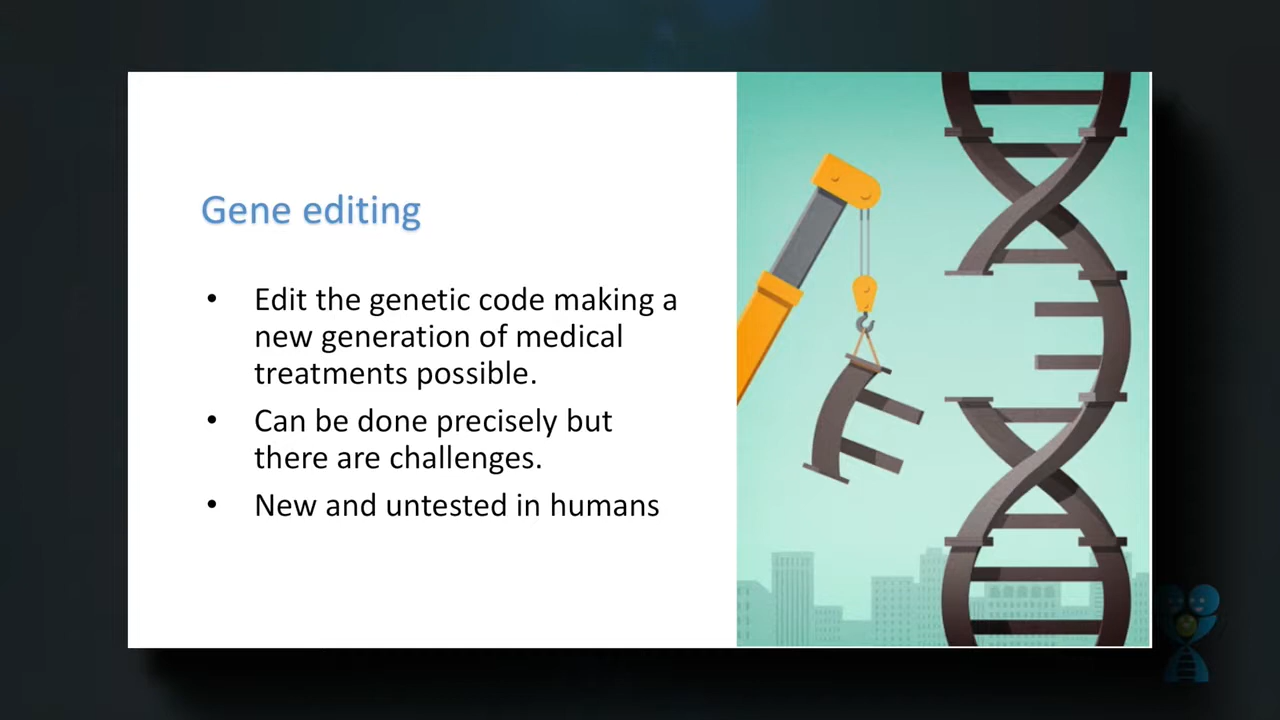 Gene editing
• Edit the genetic code making a
new generation of medical
treatments possible.
• Can be done precisely but
there are challenges.
• New and untested in humans